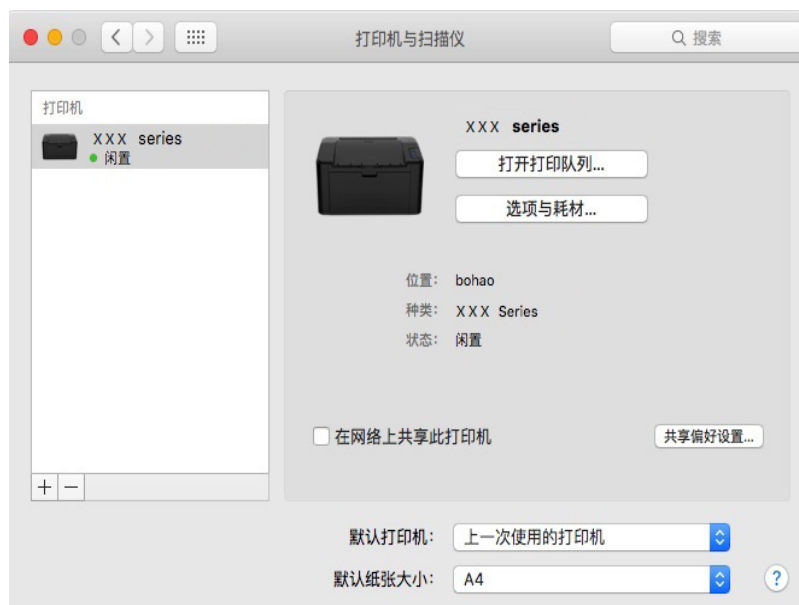 打印机与扫描仪
搜索
打印机
XXX series
闲置
XXX series
打开打印队列...
选项与耗材...
位置: bohao
种类: XXX Series
状态: 闲置
在网络上共享此打印机
共享偏好设置...
+ −
默认打印机: 上一次使用的打印机
默认纸张大小: A4
?